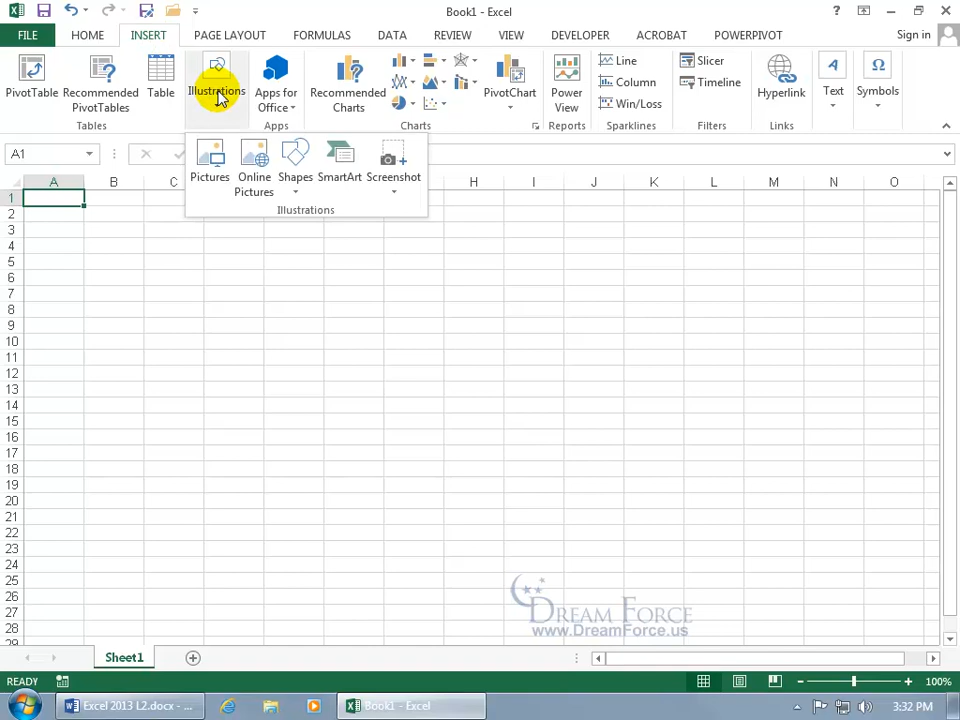 Book1 - Excel
?
FILE HOME INSERT PAGE LAYOUT FORMULAS DATA REVIEW VIEW DEVELOPER ACROBAT POWERPIVOT Sign in
PivotTable Recommended PivotTables Table Illustrations Apps for Office Recommended Charts PivotChart Power View Line Column Win/Loss Slicer Timeline Hyperlink Text Symbols
Tables Apps Charts Reports Sparklines Filters Links
A1
Pictures Online Pictures Shapes SmartArt Screenshot
Illustrations
A B C H I J K L M N O
1
2
3
4
5
6
7
8
9
10
11
12
13
14
15
16
17
18
19
20
21
22
23
24
25
26
27
28
29
DREAM FORCE
www.DreamForce.us
Sheet1
READY 100%
Excel 2013 L2.docx - ... Book1 - Excel 3:32 PM